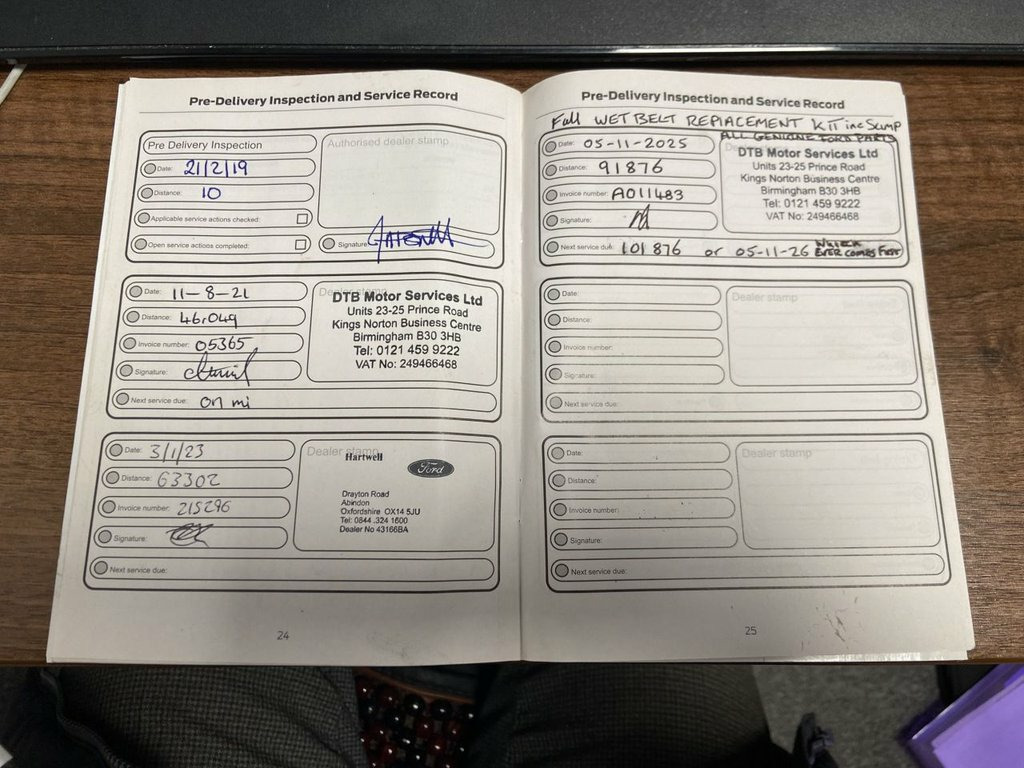 Pre-Delivery Inspection and Service Record
Pre Delivery Inspection
Date: 21/2/19
Distance: 10
Applicable service actions checked:
Open service actions completed:
Authorised dealer stamp
Signature:
Date: 11-8-21
Distance: 46,049
Invoice number: 05365
Signature:
Next service due: on mi
Dealer stamp
DTB Motor Services Ltd
Units 23-25 Prince Road
Kings Norton Business Centre
Birmingham B30 3HB
Tel: 0121 459 9222
VAT No: 249466468
Date: 3/1/23
Distance: 63302
Invoice number: 215296
Signature:
Next service due:
Dealer stamp
Hartwell
Ford
Drayton Road
Abindon
Oxfordshire OX14 5JU
Tel: 0844 .324 1600
Dealer No 43166BA
24
Pre-Delivery Inspection and Service Record
Full WET BELT REPLACEMENT KIT inc Sump
ALL GENUINE FORD PARTS
Date: 05-11-2025
Distance: 91876
Invoice number: A011483
Signature:
Next service due: 101876 or 05-11-26 WHICH EVER COMES FIRST
DTB Motor Services Ltd
Units 23-25 Prince Road
Kings Norton Business Centre
Birmingham B30 3HB
Tel: 0121 459 9222
VAT No: 249466468
Date:
Distance:
Invoice number:
Signature:
Next service due:
Dealer stamp
Date:
Distance:
Invoice number:
Signature:
Next service due:
Dealer stamp
25